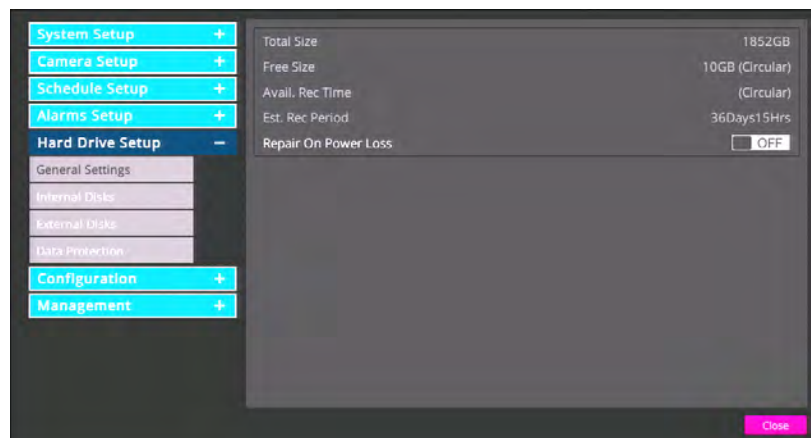 System Setup +
Camera Setup +
Schedule Setup +
Alarms Setup +
Hard Drive Setup −
General Settings
Internal Disks
External Disks
Data Protection
Configuration +
Management +
Total Size 1852GB
Free Size 10GB (Circular)
Avail. Rec Time (Circular)
Est. Rec Period 36Days15Hrs
Repair On Power Loss OFF
Close